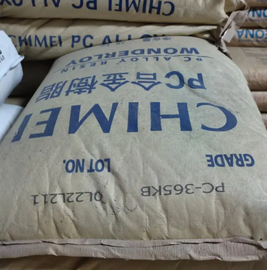 CHIMEI PC ALLO
PC-365KB
0L22L211
GRADE
LOT NO.
CHIMEI
PC合金樹脂
PC ALLOY RESIN
WONDERLOY